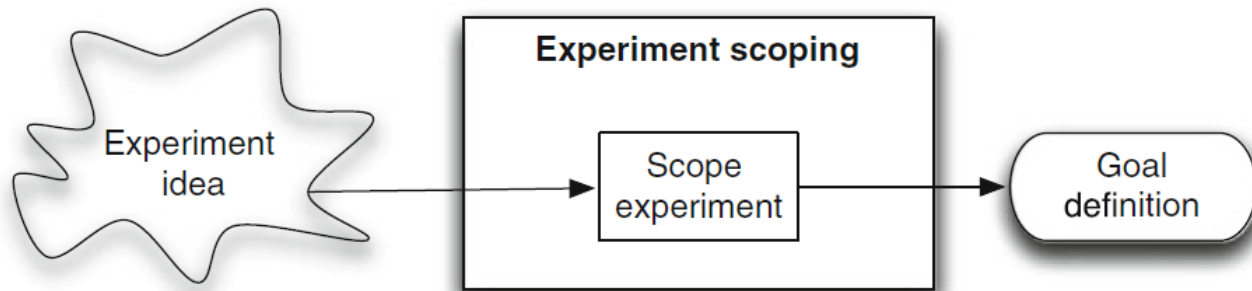 Experiment scoping
Experiment
idea
Scope
experiment
Goal
definition